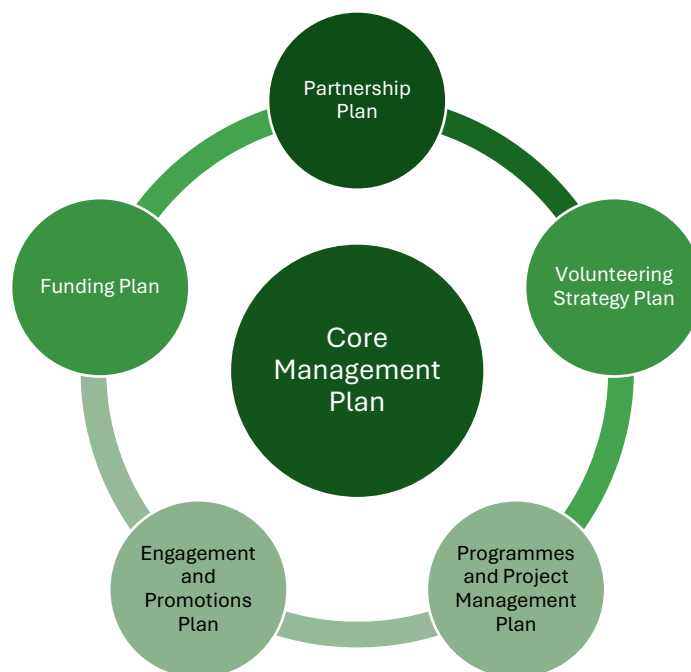 Partnership
Plan
Funding Plan
Volunteering
Strategy Plan
Core
Management
Plan
Engagement
and
Promotions
Plan
Programmes
and Project
Management
Plan